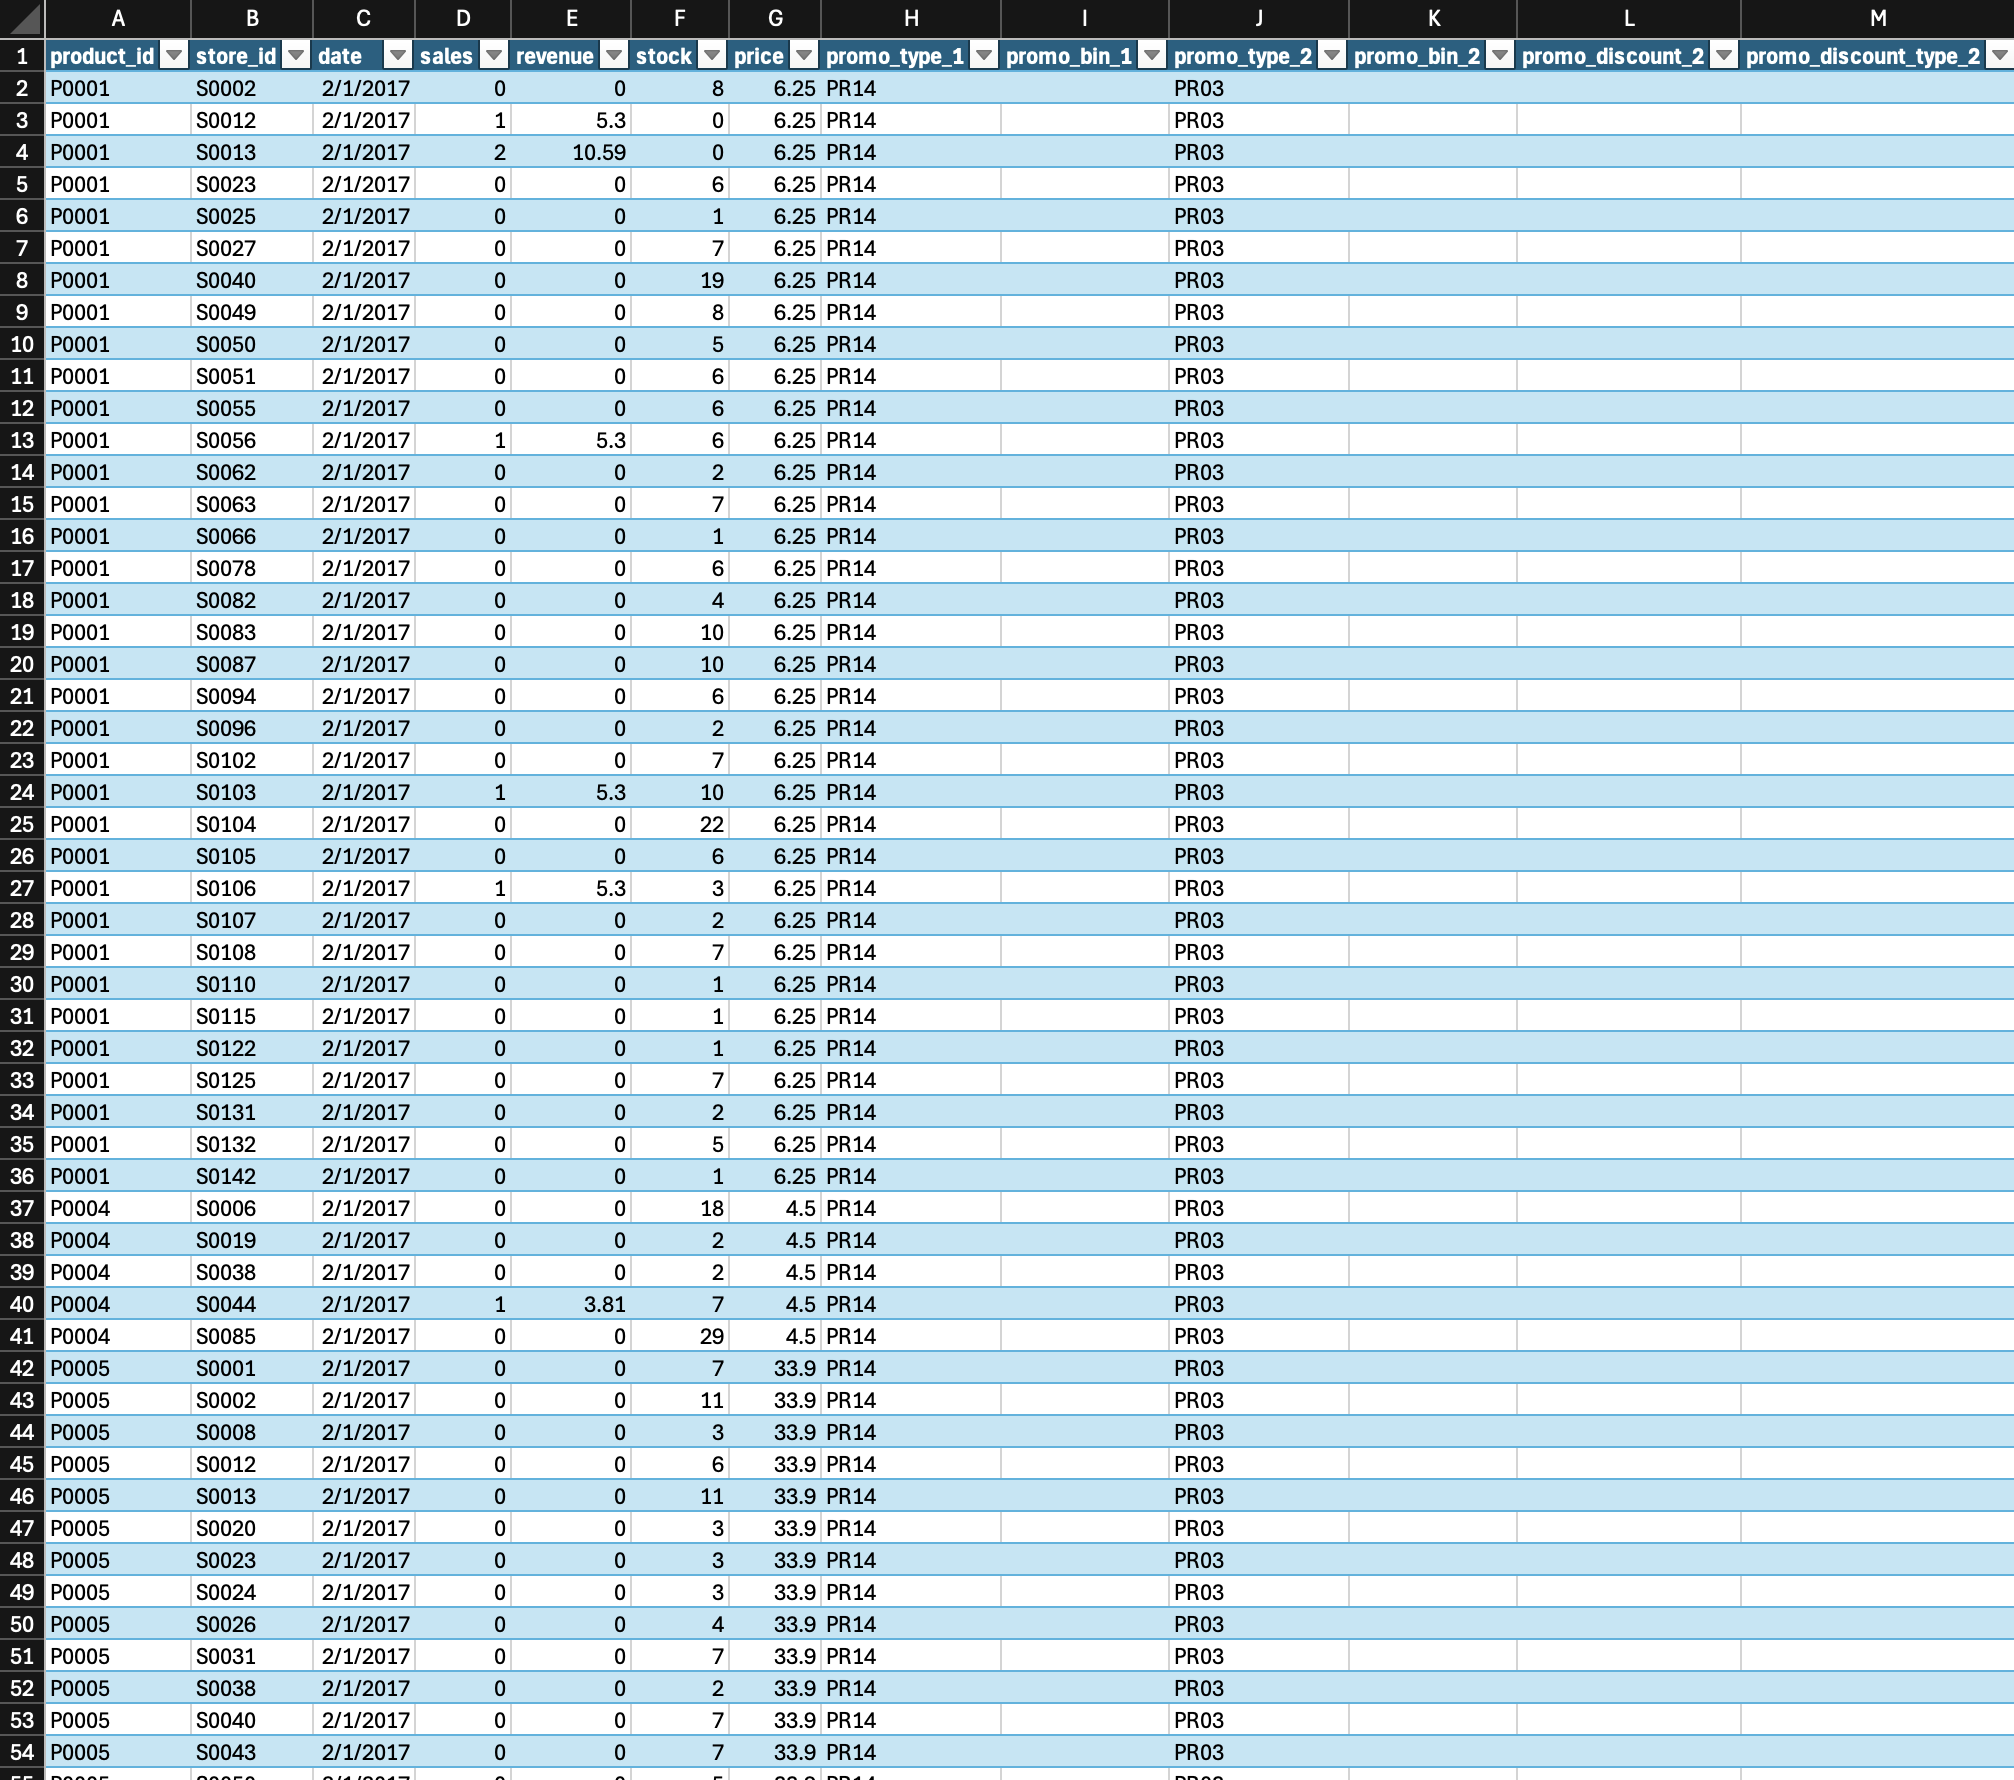 A B C D E F G H I J K L M
1 product_id store_id date sales revenue stock price promo_type_1 promo_bin_1 promo_type_2 promo_bin_2 promo_discount_2 promo_discount_type_2
2 P0001 S0002 2/1/2017 0 0 8 6.25 PR14 PR03
3 P0001 S0012 2/1/2017 1 5.3 0 6.25 PR14 PR03
4 P0001 S0013 2/1/2017 2 10.59 0 6.25 PR14 PR03
5 P0001 S0023 2/1/2017 0 0 6 6.25 PR14 PR03
6 P0001 S0025 2/1/2017 0 0 1 6.25 PR14 PR03
7 P0001 S0027 2/1/2017 0 0 7 6.25 PR14 PR03
8 P0001 S0040 2/1/2017 0 0 19 6.25 PR14 PR03
9 P0001 S0049 2/1/2017 0 0 8 6.25 PR14 PR03
10 P0001 S0050 2/1/2017 0 0 5 6.25 PR14 PR03
11 P0001 S0051 2/1/2017 0 0 6 6.25 PR14 PR03
12 P0001 S0055 2/1/2017 0 0 6 6.25 PR14 PR03
13 P0001 S0056 2/1/2017 1 5.3 6 6.25 PR14 PR03
14 P0001 S0062 2/1/2017 0 0 2 6.25 PR14 PR03
15 P0001 S0063 2/1/2017 0 0 7 6.25 PR14 PR03
16 P0001 S0066 2/1/2017 0 0 1 6.25 PR14 PR03
17 P0001 S0078 2/1/2017 0 0 6 6.25 PR14 PR03
18 P0001 S0082 2/1/2017 0 0 4 6.25 PR14 PR03
19 P0001 S0083 2/1/2017 0 0 10 6.25 PR14 PR03
20 P0001 S0087 2/1/2017 0 0 10 6.25 PR14 PR03
21 P0001 S0094 2/1/2017 0 0 6 6.25 PR14 PR03
22 P0001 S0096 2/1/2017 0 0 2 6.25 PR14 PR03
23 P0001 S0102 2/1/2017 0 0 7 6.25 PR14 PR03
24 P0001 S0103 2/1/2017 1 5.3 10 6.25 PR14 PR03
25 P0001 S0104 2/1/2017 0 0 22 6.25 PR14 PR03
26 P0001 S0105 2/1/2017 0 0 6 6.25 PR14 PR03
27 P0001 S0106 2/1/2017 1 5.3 3 6.25 PR14 PR03
28 P0001 S0107 2/1/2017 0 0 2 6.25 PR14 PR03
29 P0001 S0108 2/1/2017 0 0 7 6.25 PR14 PR03
30 P0001 S0110 2/1/2017 0 0 1 6.25 PR14 PR03
31 P0001 S0115 2/1/2017 0 0 1 6.25 PR14 PR03
32 P0001 S0122 2/1/2017 0 0 1 6.25 PR14 PR03
33 P0001 S0125 2/1/2017 0 0 7 6.25 PR14 PR03
34 P0001 S0131 2/1/2017 0 0 2 6.25 PR14 PR03
35 P0001 S0132 2/1/2017 0 0 5 6.25 PR14 PR03
36 P0001 S0142 2/1/2017 0 0 1 6.25 PR14 PR03
37 P0004 S0006 2/1/2017 0 0 18 4.5 PR14 PR03
38 P0004 S0019 2/1/2017 0 0 2 4.5 PR14 PR03
39 P0004 S0038 2/1/2017 0 0 2 4.5 PR14 PR03
40 P0004 S0044 2/1/2017 1 3.81 7 4.5 PR14 PR03
41 P0004 S0085 2/1/2017 0 0 29 4.5 PR14 PR03
42 P0005 S0001 2/1/2017 0 0 7 33.9 PR14 PR03
43 P0005 S0002 2/1/2017 0 0 11 33.9 PR14 PR03
44 P0005 S0008 2/1/2017 0 0 3 33.9 PR14 PR03
45 P0005 S0012 2/1/2017 0 0 6 33.9 PR14 PR03
46 P0005 S0013 2/1/2017 0 0 11 33.9 PR14 PR03
47 P0005 S0020 2/1/2017 0 0 3 33.9 PR14 PR03
48 P0005 S0023 2/1/2017 0 0 3 33.9 PR14 PR03
49 P0005 S0024 2/1/2017 0 0 3 33.9 PR14 PR03
50 P0005 S0026 2/1/2017 0 0 4 33.9 PR14 PR03
51 P0005 S0031 2/1/2017 0 0 7 33.9 PR14 PR03
52 P0005 S0038 2/1/2017 0 0 2 33.9 PR14 PR03
53 P0005 S0040 2/1/2017 0 0 7 33.9 PR14 PR03
54 P0005 S0043 2/1/2017 0 0 7 33.9 PR14 PR03